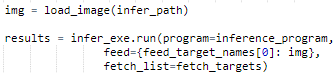 img = load_image(infer_path)
results = infer_exe.run(program=inference_program,
feed={feed_target_names[0]: img},
fetch_list=fetch_targets)